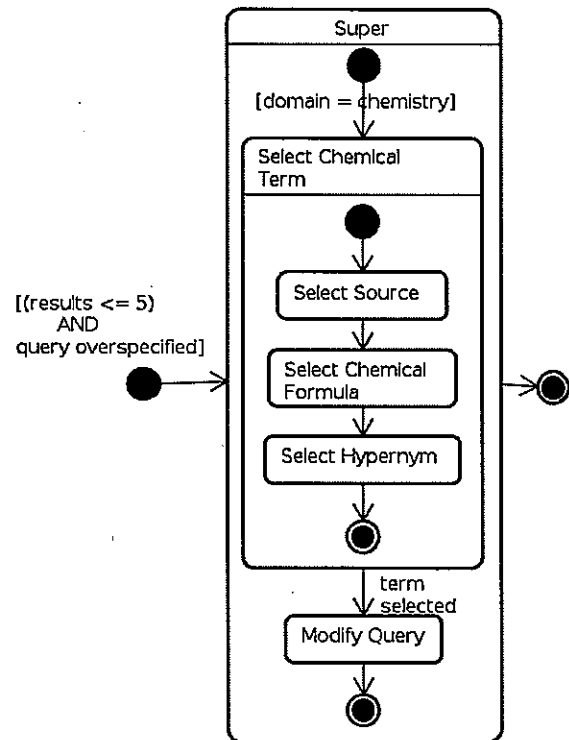 Super
[domain = chemistry]
Select Chemical
Term
Select Source
[(results <= 5)
AND
query overspecified]
Select Chemical
Formula
Select Hypernym
term
selected
Modify Query